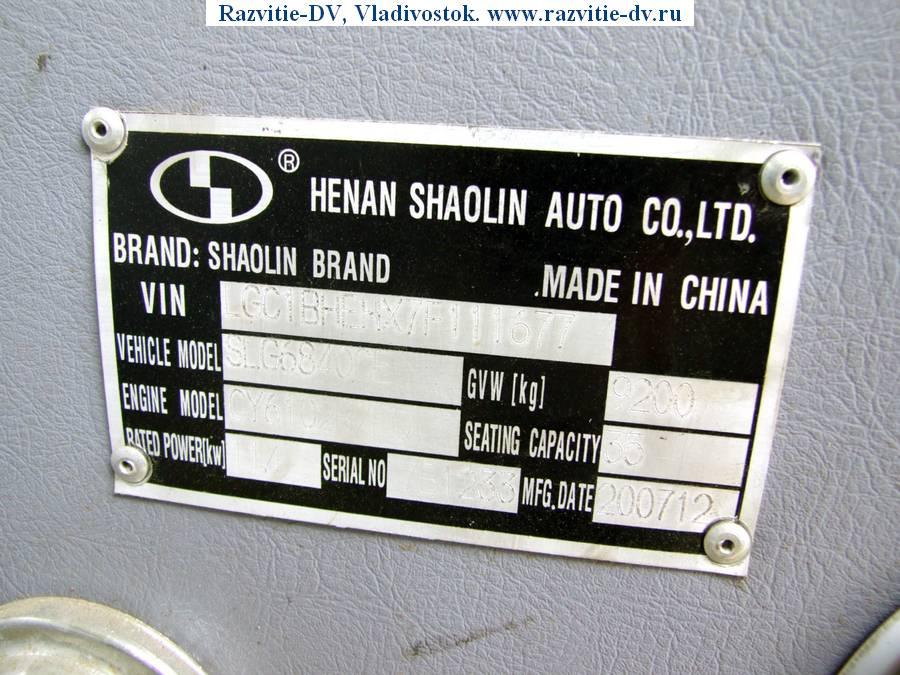 Razvitie-DV, Vladivostok. www.razvitie-dv.ru
® HENAN SHAOLIN AUTO CO.,LTD.
BRAND: SHAOLIN BRAND .MADE IN CHINA
VIN
VEHICLE MODEL GVW [kg] 9200
ENGINE MODEL SEATING CAPACITY 35
RATED POWER[kw] SERIAL NO MFG.DATE 200712